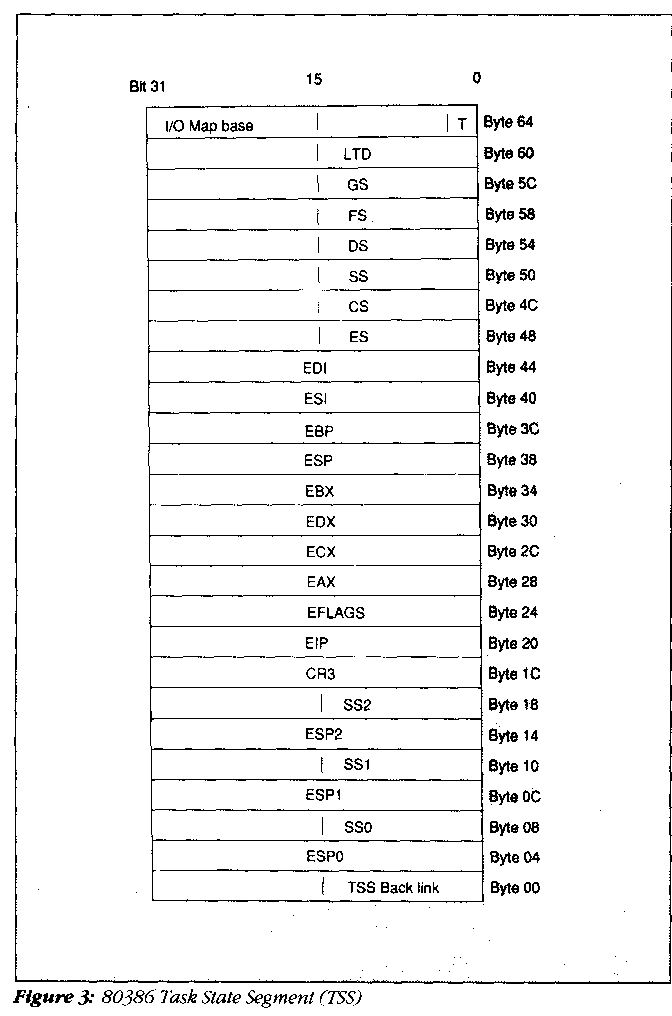 Bit 31 15 0
I/O Map base T Byte 64
LTD Byte 60
GS Byte 5C
FS Byte 58
DS Byte 54
SS Byte 50
CS Byte 4C
ES Byte 48
EDI Byte 44
ESI Byte 40
EBP Byte 3C
ESP Byte 38
EBX Byte 34
EDX Byte 30
ECX Byte 2C
EAX Byte 28
EFLAGS Byte 24
EIP Byte 20
CR3 Byte 1C
SS2 Byte 18
ESP2 Byte 14
SS1 Byte 10
ESP1 Byte 0C
SS0 Byte 08
ESP0 Byte 04
TSS Back link Byte 00
Figure 3: 80386 Task State Segment (TSS)